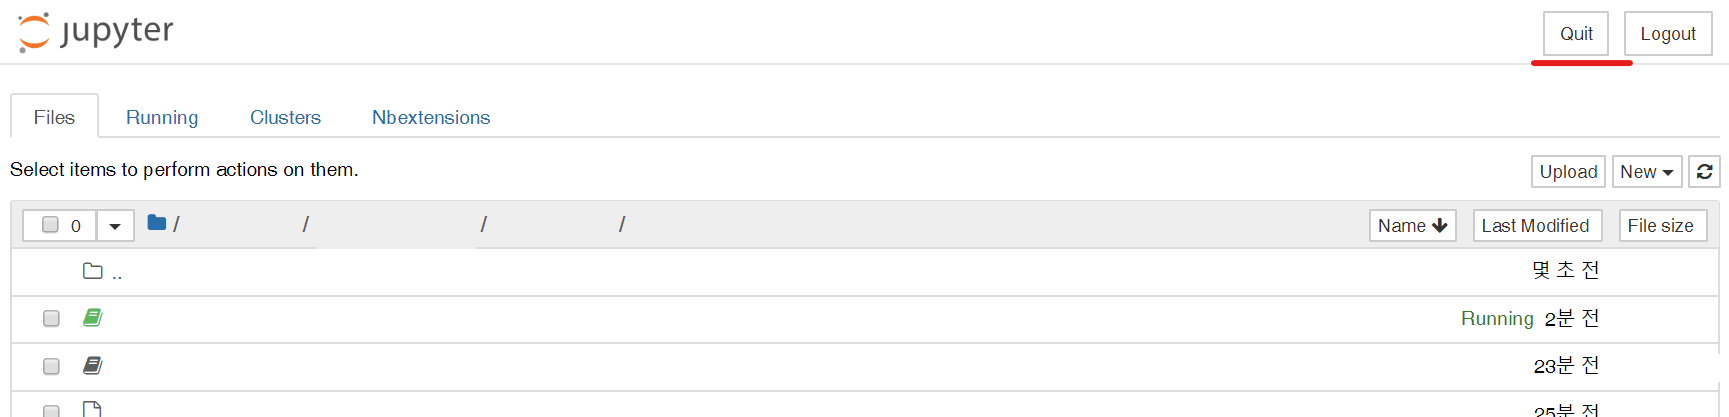 jupyter Quit Logout
Files Running Clusters Nbextensions
Select items to perform actions on them. Upload New
0 / / / / Name Last Modified File size
.. 몇 초 전
Running 2분 전
23분 전
25분 전